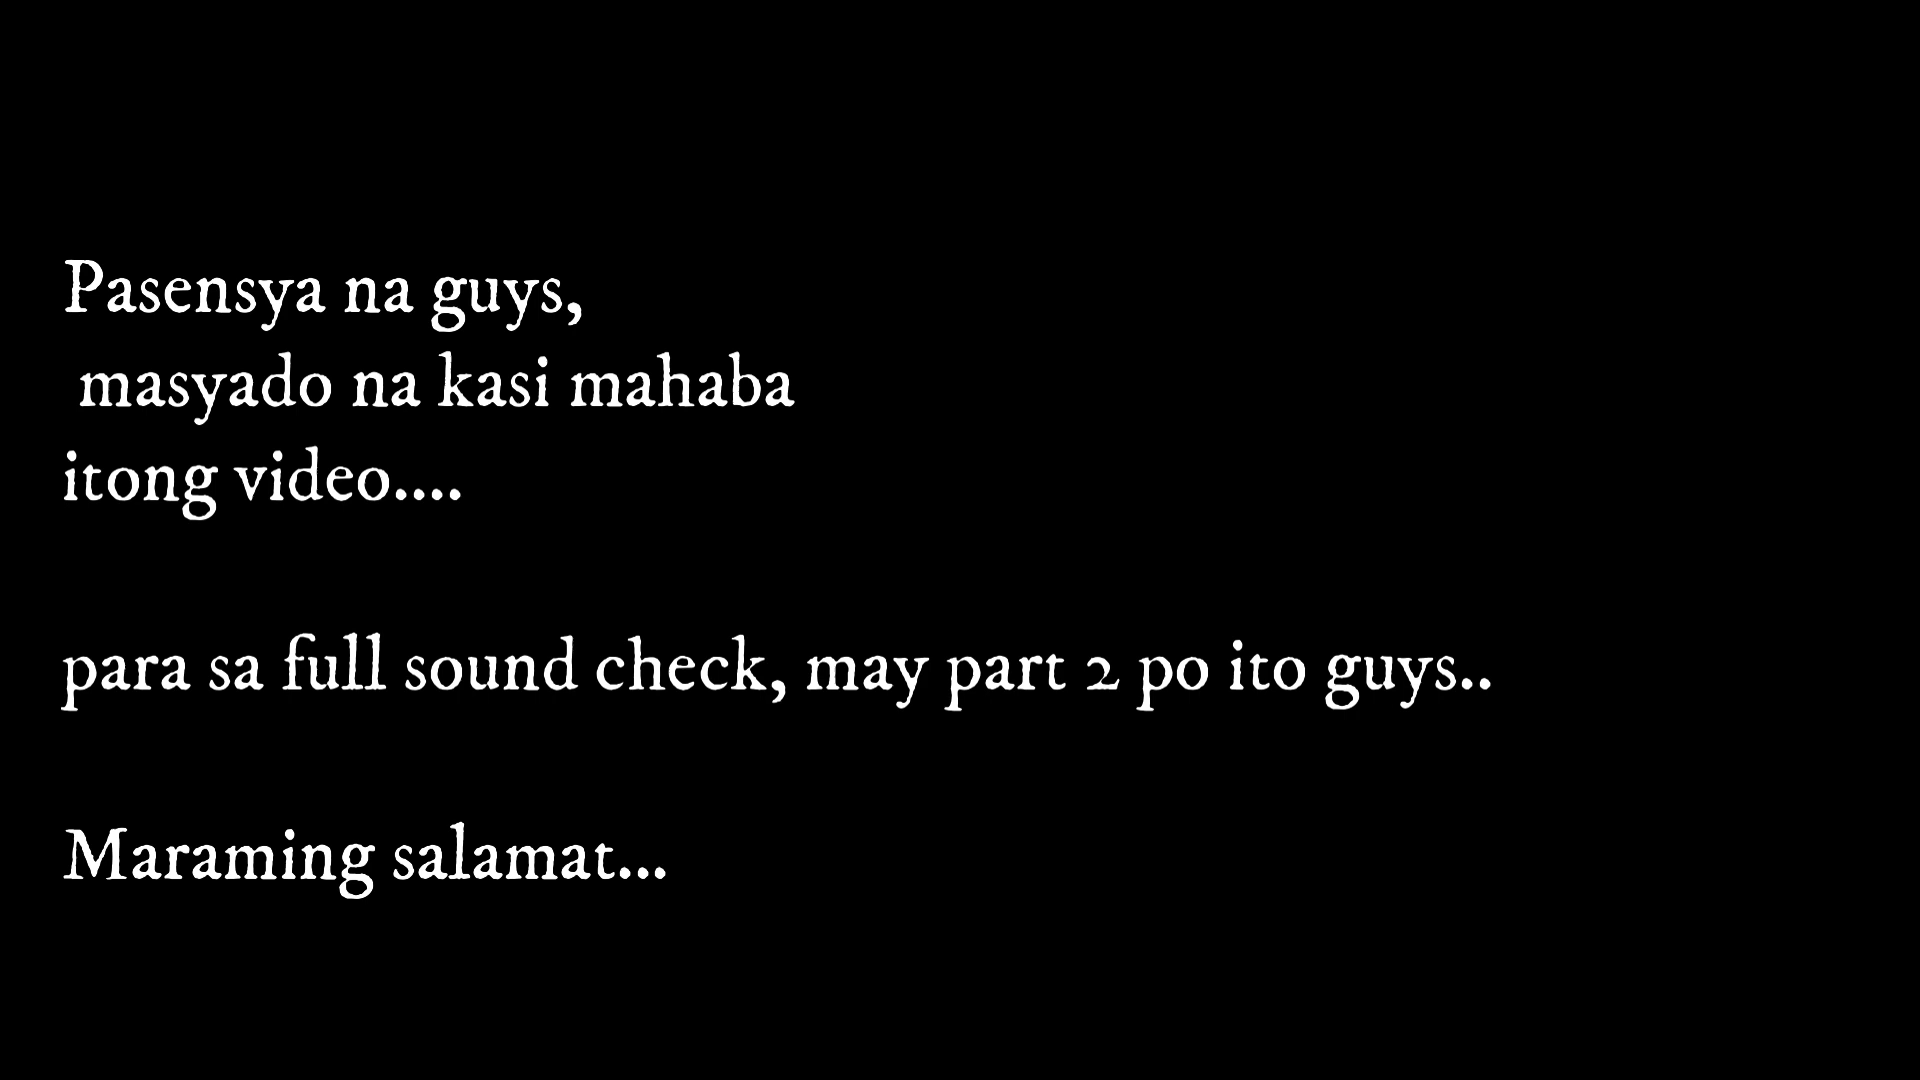 Pasensya na guys,
masyado na kasi mahaba
itong video....
para sa full sound check, may part 2 po ito guys..
Maraming salamat...